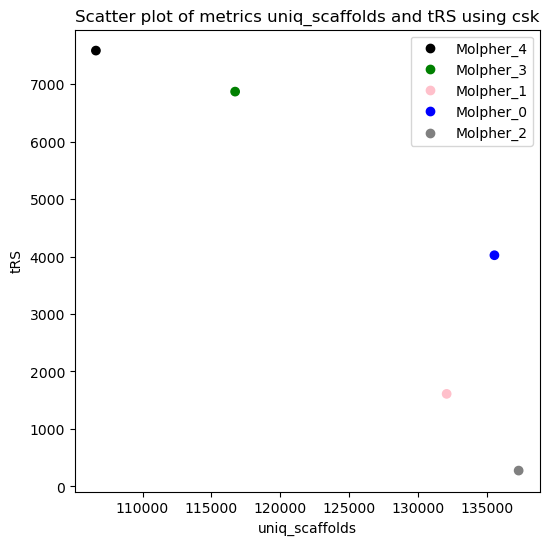 Scatter plot of metrics uniq_scaffolds and tRS using csk
Molpher_4
Molpher_3
Molpher_1
Molpher_0
Molpher_2
7000
6000
5000
4000
3000
2000
1000
0
tRS
110000 115000 120000 125000 130000 135000
uniq_scaffolds